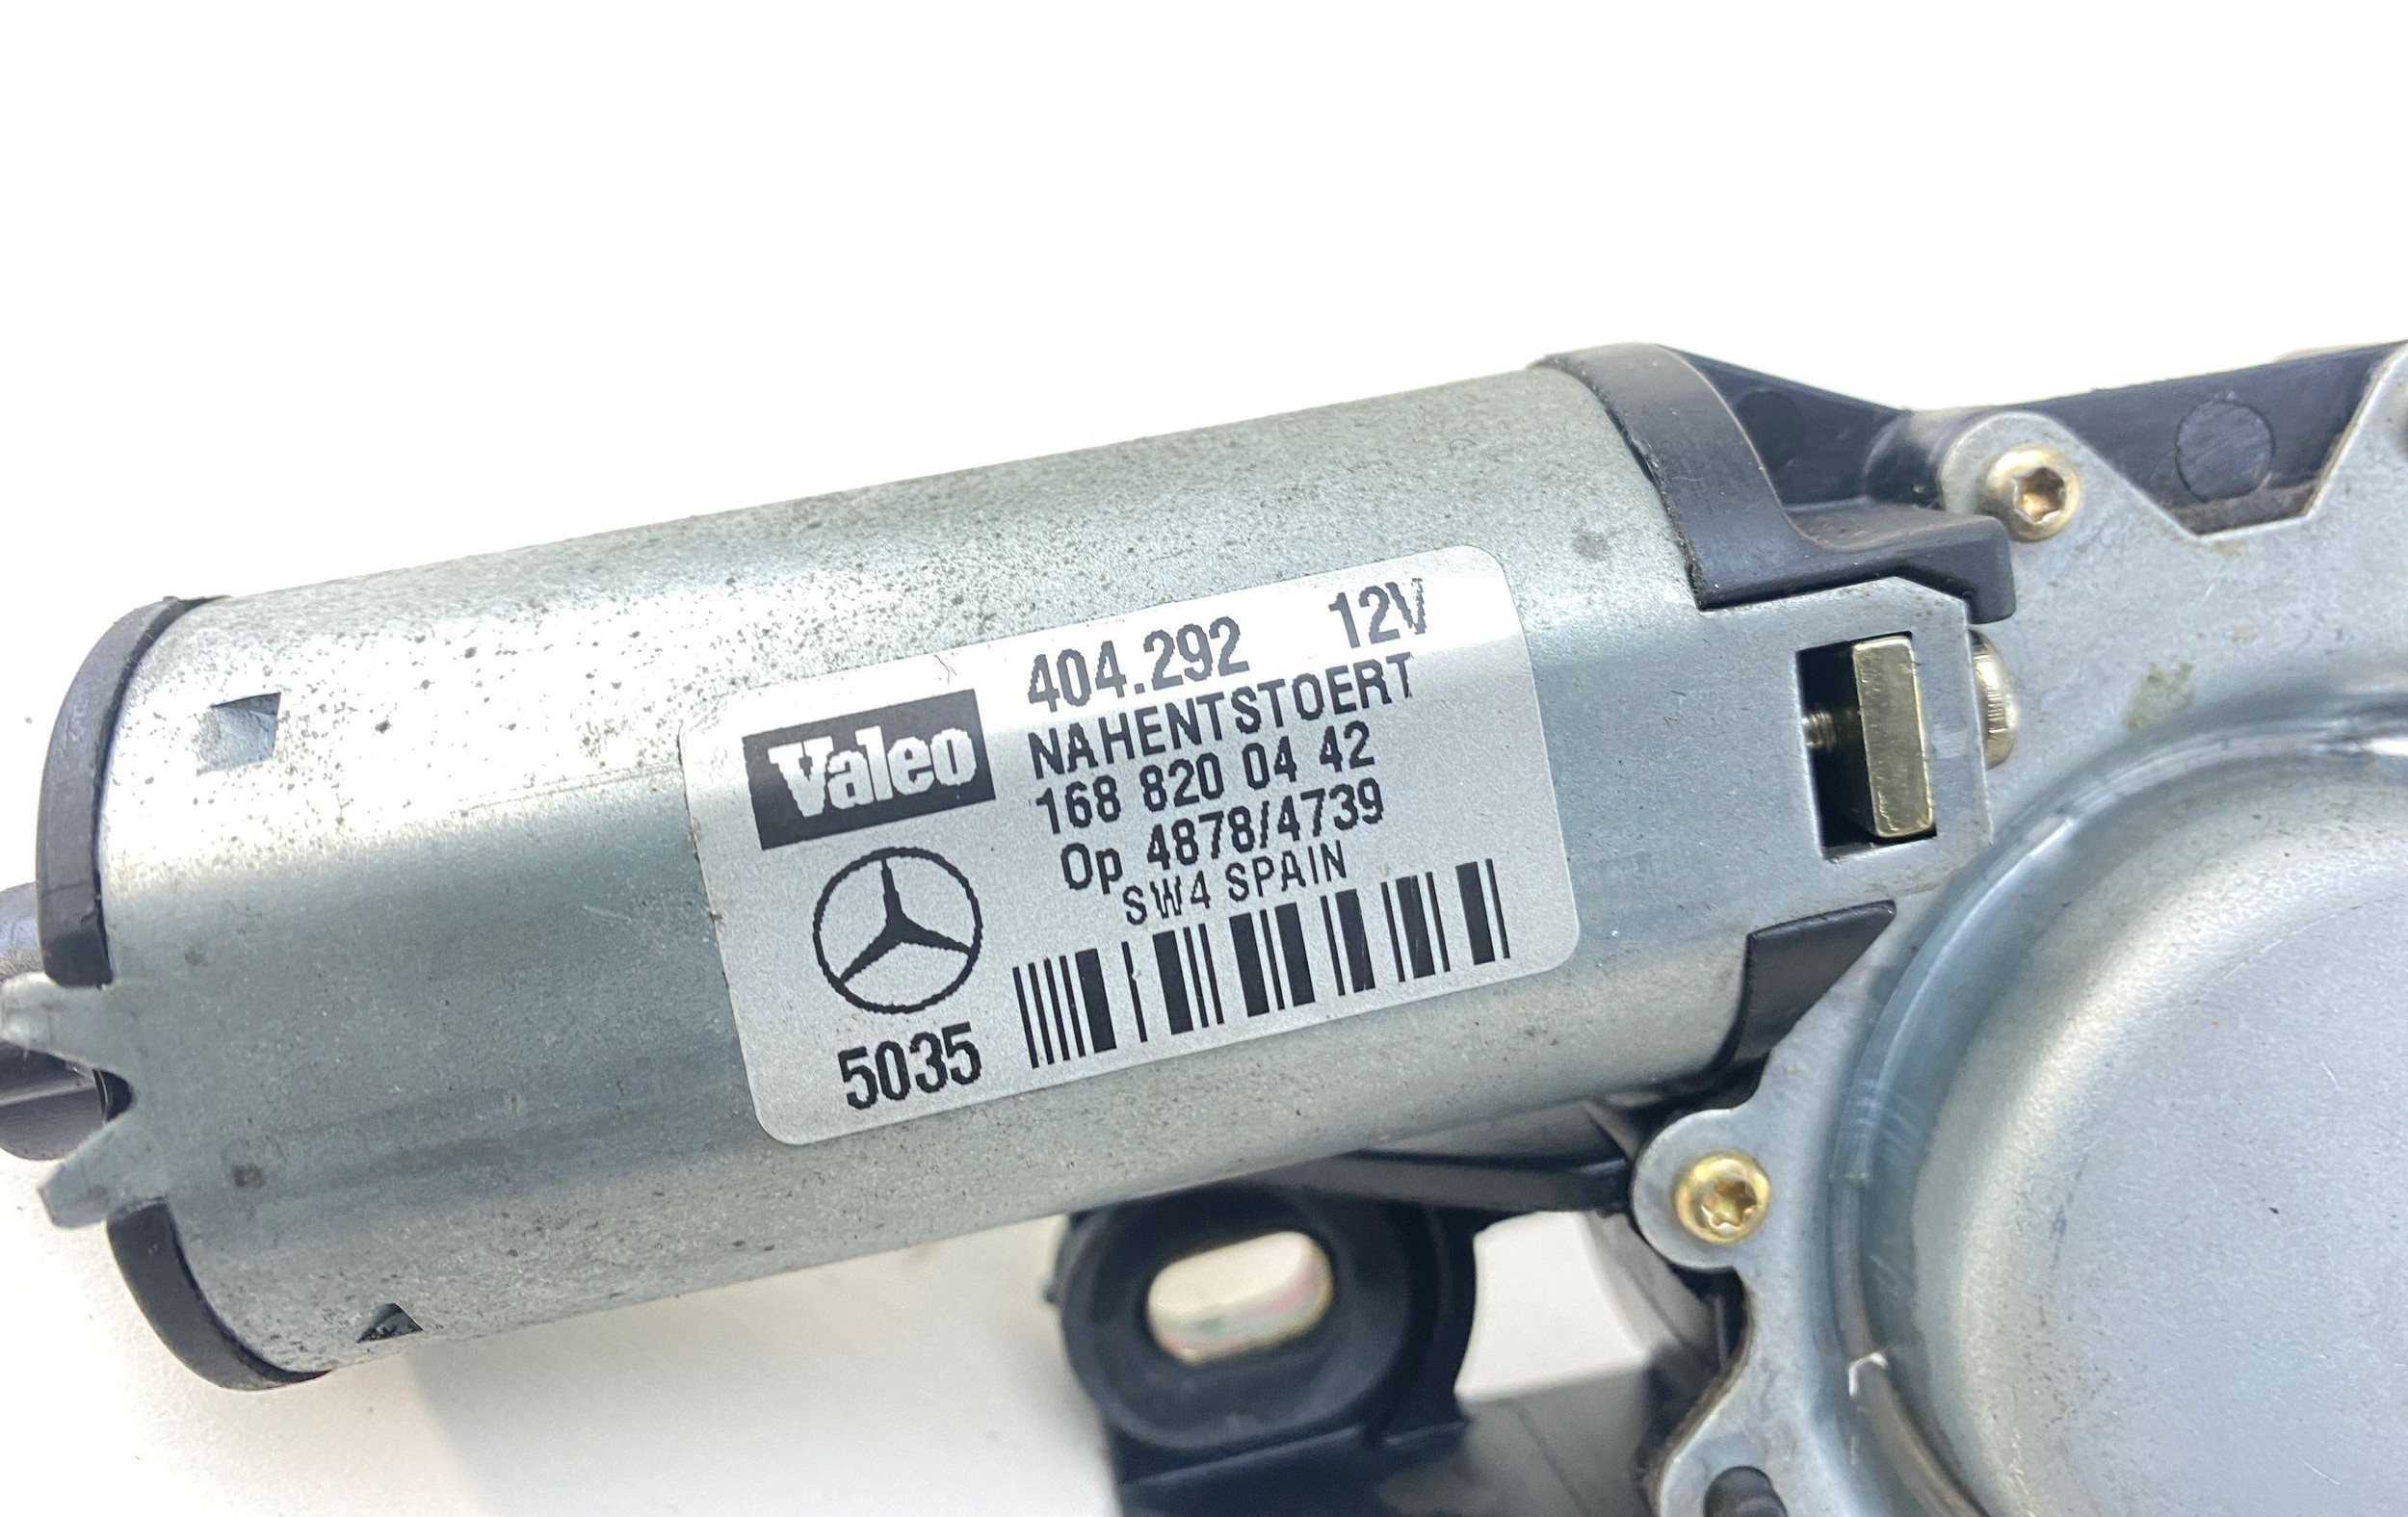 404.292 12V
Valeo
NAHENTSTOERT
168 820 04 42
Op 4878/4739
SW4 SPAIN
5035